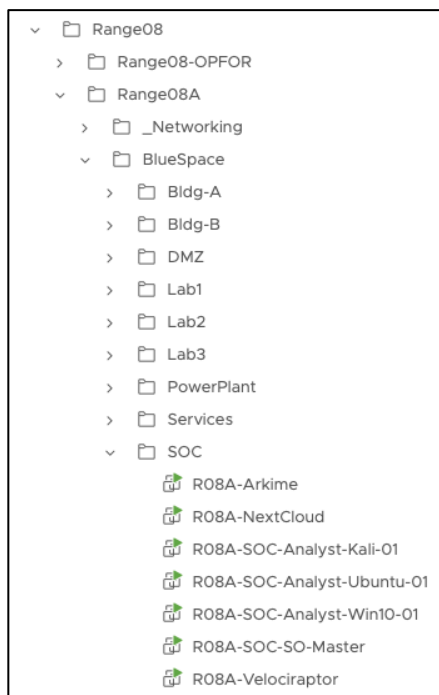 Range08
Range08-OPFOR
Range08A
_Networking
BlueSpace
Bldg-A
Bldg-B
DMZ
Lab1
Lab2
Lab3
PowerPlant
Services
SOC
R08A-Arkime
R08A-NextCloud
R08A-SOC-Analyst-Kali-01
R08A-SOC-Analyst-Ubuntu-01
R08A-SOC-Analyst-Win10-01
R08A-SOC-SO-Master
R08A-Velociraptor